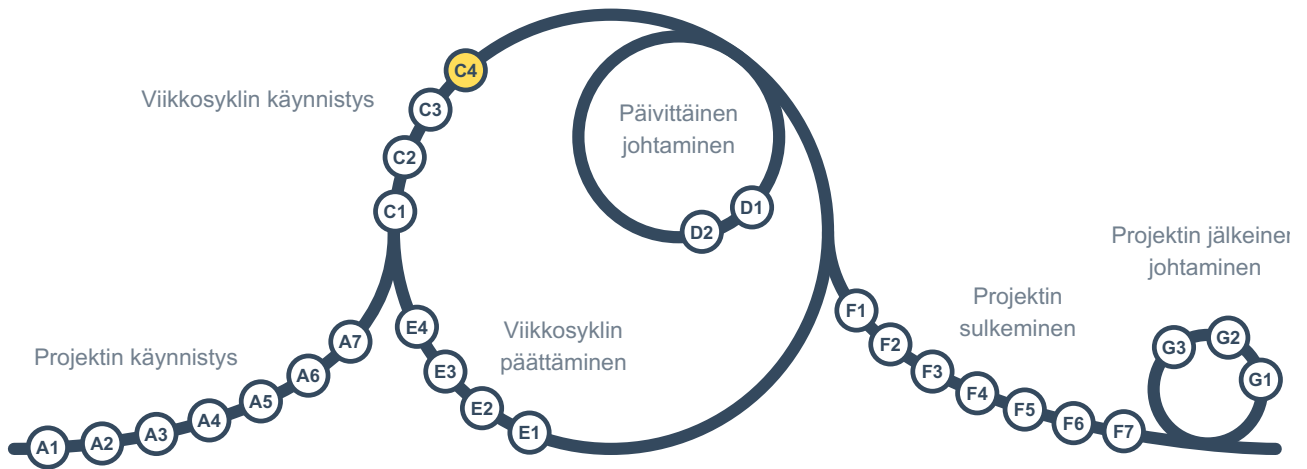 C4
Viikkosyklin käynnistys
C3
C2
C1
Päivittäinen
johtaminen
D1
D2
Projektin jälkeinen
johtaminen
Projektin käynnistys
A1
A2
A3
A4
A5
A6
A7
E4
E3
E2
E1
Viikkosyklin
päättäminen
F1
F2
F3
F4
F5
F6
F7
Projektin
sulkeminen
G3
G2
G1